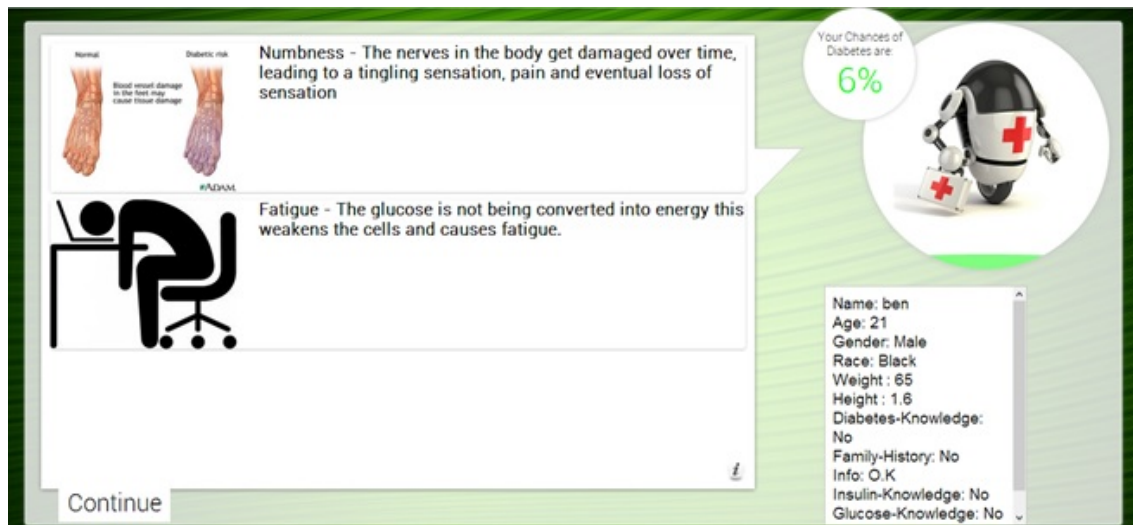 Normal
Diabetic risk
Blood vessel damage
in the feet may
cause tissue damage
ADAM
Numbness - The nerves in the body get damaged over time,
leading to a tingling sensation, pain and eventual loss of
sensation
Fatigue - The glucose is not being converted into energy this
weakens the cells and causes fatigue.
i
Continue
Your Chances of
Diabetes are:
6%
Name: ben
Age: 21
Gender: Male
Race: Black
Weight : 65
Height : 1.6
Diabetes-Knowledge:
No
Family-History: No
Info: O.K
Insulin-Knowledge: No
Glucose-Knowledge: No